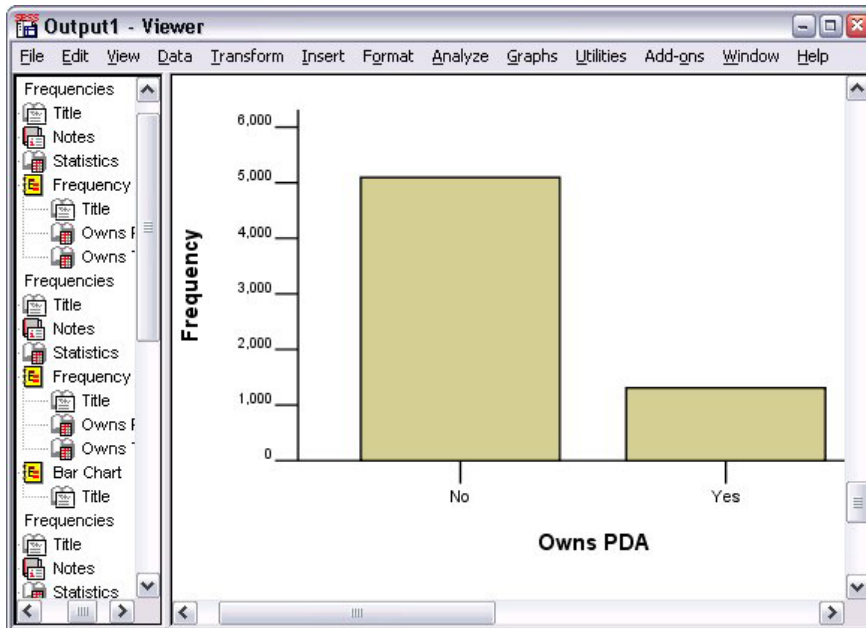 Output1 - Viewer
File Edit View Data Transform Insert Format Analyze Graphs Utilities Add-ons Window Help
Frequencies
Title
Notes
Statistics
Frequency
Title
Owns
Owns
Frequencies
Title
Notes
Statistics
Frequency
Title
Owns
Owns
Bar Chart
Title
Frequencies
Title
Notes
Statistics
Frequency
6,000
5,000
4,000
3,000
2,000
1,000
0
No Yes
Owns PDA